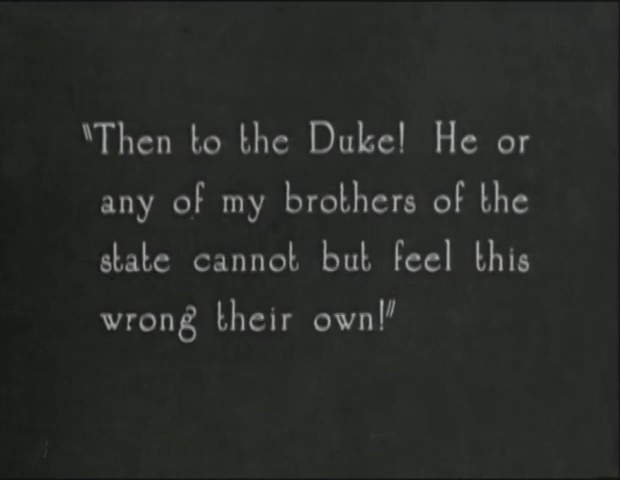 "Then to the Duke! He or
any of my brothers of the
state cannot but feel this
wrong their own!"